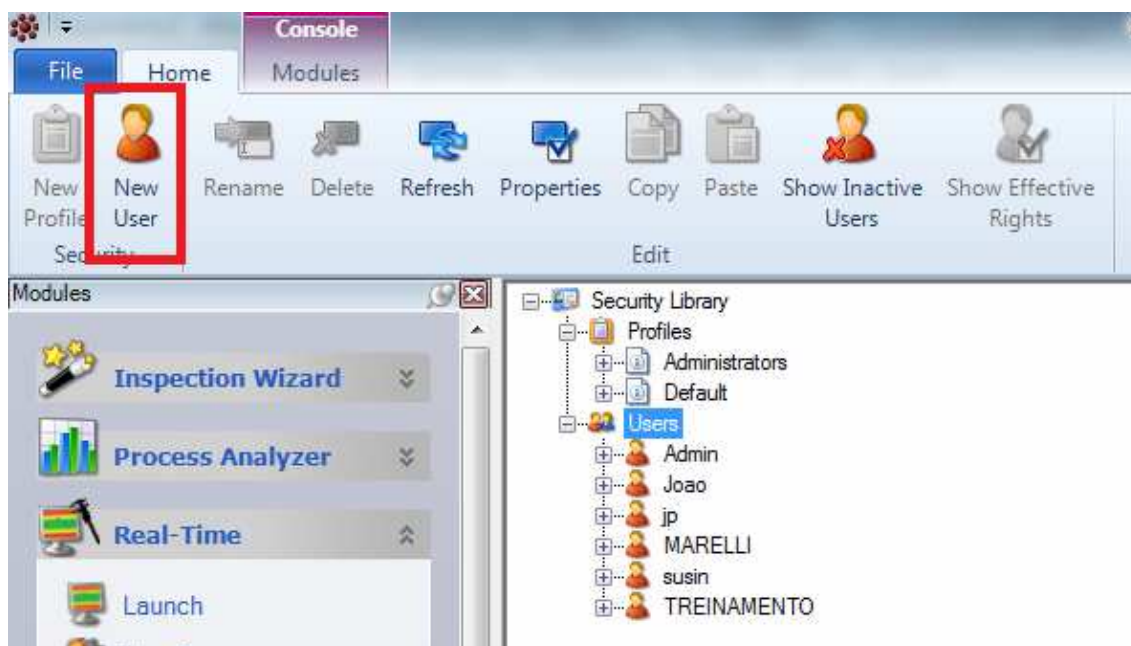 Console
File
Home
Modules
New Profile
New User
Rename
Delete
Refresh
Properties
Copy
Paste
Show Inactive Users
Show Effective Rights
Security
Edit
Modules
Inspection Wizard
Process Analyzer
Real-Time
Launch
Security Library
Profiles
Administrators
Default
Users
Admin
Joao
jp
MARELLI
susin
TREINAMENTO